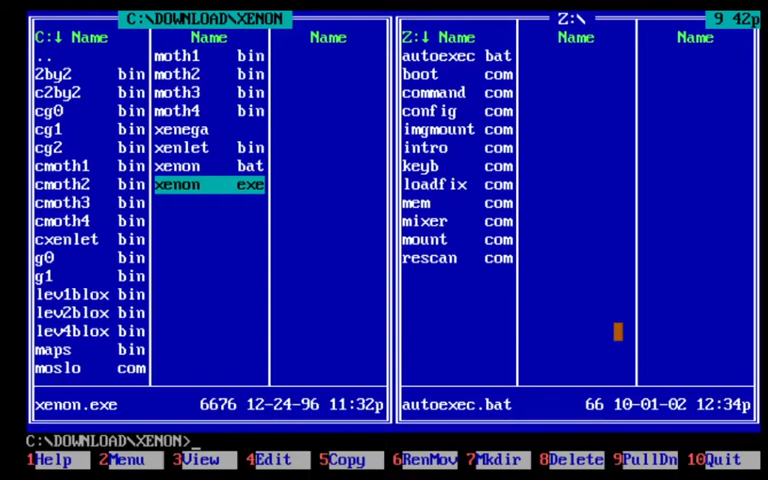 C:\DOWNLOAD\XENON Z:\ 9 42p
C:↓ Name Name Name Z:↓ Name Name Name
.. moth1 bin autoexec bat
2by2 bin moth2 bin boot com
c2by2 bin moth3 bin command com
cg0 bin moth4 bin config com
cg1 bin xenega imgmount com
cg2 bin xenlet bin intro com
cmoth1 bin xenon bat keyb com
cmoth2 bin xenon exe loadfix com
cmoth3 bin mem com
cmoth4 bin mixer com
cxenlet bin mount com
g0 bin rescan com
g1 bin
lev1blox bin
lev2blox bin
lev4blox bin
maps bin
moslo com
xenon.exe 6676 12-24-96 11:32p autoexec.bat 66 10-01-02 12:34p
C:\DOWNLOAD\XENON>_
1Help 2Menu 3View 4Edit 5Copy 6RenMov 7Mkdir 8Delete 9PullDn 10Quit